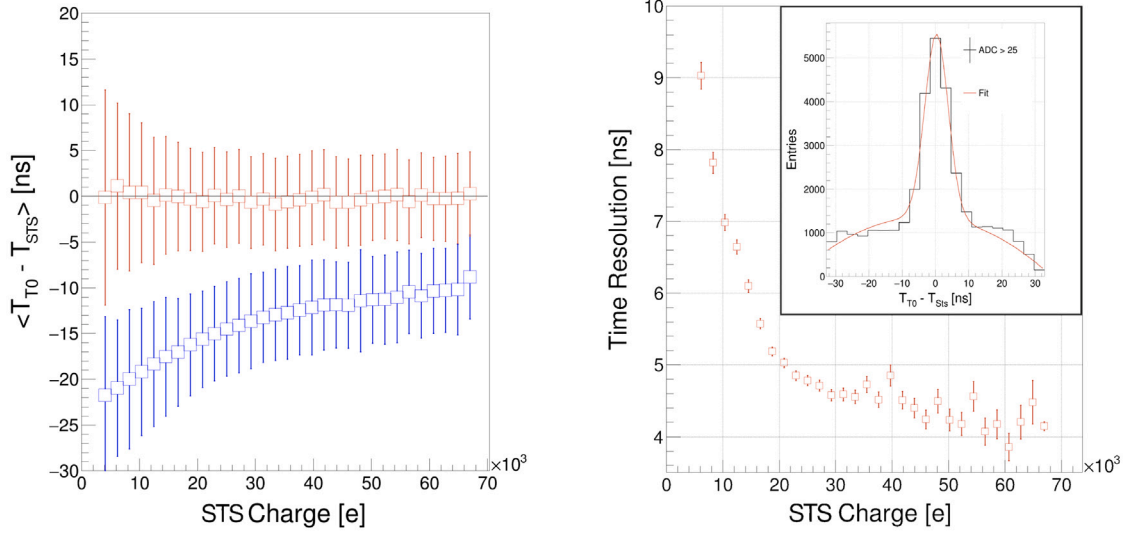 20
15
10
5
0
−5
−10
−15
−20
−25
−30
<T_T0 - T_STS> [ns]
0 10 20 30 40 50 60 70
×10³
STS Charge [e]
10
9
8
7
6
5
4
Time Resolution [ns]
0 10 20 30 40 50 60 70
×10³
STS Charge [e]
5000
4000
3000
2000
1000
0
Entries
ADC > 25
Fit
−30 −20 −10 0 10 20 30
T_T0 - T_Sts [ns]